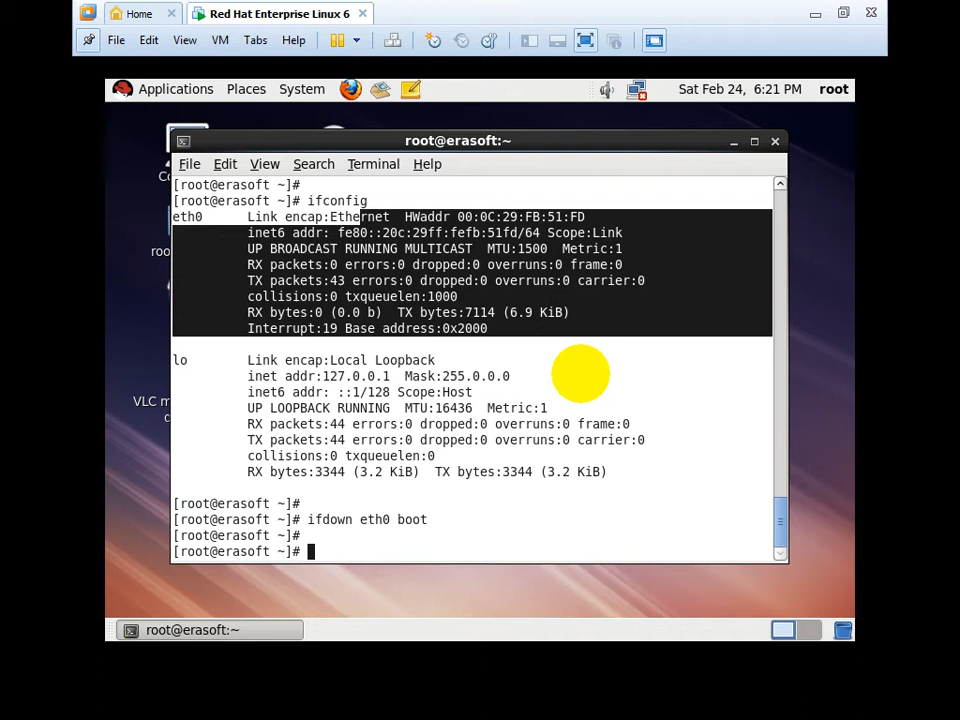 Home
Red Hat Enterprise Linux 6
File Edit View VM Tabs Help
Applications Places System
Sat Feb 24, 6:21 PM root
root@erasoft:~
File Edit View Search Terminal Help
[root@erasoft ~]#
[root@erasoft ~]# ifconfig
eth0 Link encap:Ethernet HWaddr 00:0C:29:FB:51:FD
inet6 addr: fe80::20c:29ff:fefb:51fd/64 Scope:Link
UP BROADCAST RUNNING MULTICAST MTU:1500 Metric:1
RX packets:0 errors:0 dropped:0 overruns:0 frame:0
TX packets:43 errors:0 dropped:0 overruns:0 carrier:0
collisions:0 txqueuelen:1000
RX bytes:0 (0.0 b) TX bytes:7114 (6.9 KiB)
Interrupt:19 Base address:0x2000
lo Link encap:Local Loopback
inet addr:127.0.0.1 Mask:255.0.0.0
inet6 addr: ::1/128 Scope:Host
UP LOOPBACK RUNNING MTU:16436 Metric:1
RX packets:44 errors:0 dropped:0 overruns:0 frame:0
TX packets:44 errors:0 dropped:0 overruns:0 carrier:0
collisions:0 txqueuelen:0
RX bytes:3344 (3.2 KiB) TX bytes:3344 (3.2 KiB)
[root@erasoft ~]#
[root@erasoft ~]# ifdown eth0 boot
[root@erasoft ~]#
[root@erasoft ~]#
VLC m
root@erasoft:~